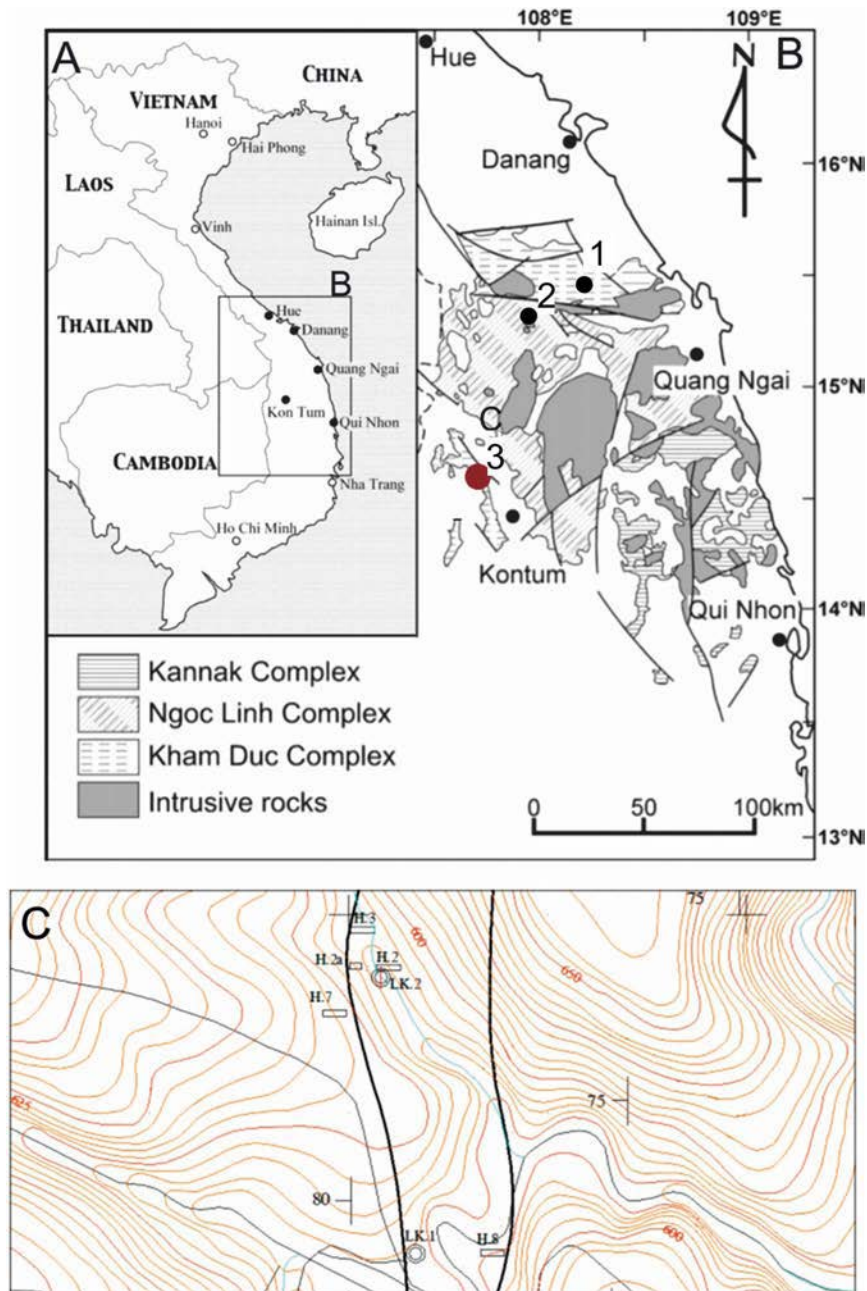 A
CHINA
VIETNAM
Hanoi
Hai Phong
LAOS
Hainan Isl.
Vinh
B
Hue
THAILAND
Danang
Quang Ngai
Kon Tum
Qui Nhon
CAMBODIA
Nha Trang
Ho Chi Minh
108°E
109°E
Hue
N
B
Danang
16°N
1
2
Quang Ngai
15°N
C
3
Kontum
Qui Nhon
14°N
Kannak Complex
Ngoc Linh Complex
Kham Duc Complex
Intrusive rocks
0 50 100km
13°N
C
75
H.3
600
H.2a
H.2
LK.2
650
H.7
625
75
80
LK.1
H.8
600